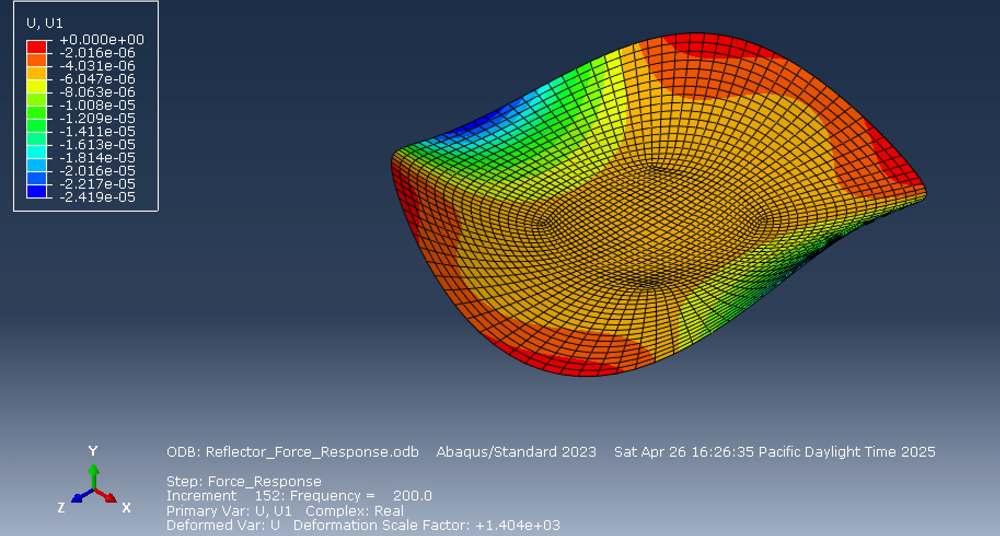 U, U1
+0.000e+00
-2.016e-06
-4.031e-06
-6.047e-06
-8.063e-06
-1.008e-05
-1.209e-05
-1.411e-05
-1.613e-05
-1.814e-05
-2.016e-05
-2.217e-05
-2.419e-05
Y
Z
X
ODB: Reflector_Force_Response.odb Abaqus/Standard 2023 Sat Apr 26 16:26:35 Pacific Daylight Time 2025
Step: Force_Response
Increment 152: Frequency = 200.0
Primary Var: U, U1 Complex: Real
Deformed Var: U Deformation Scale Factor: +1.404e+03